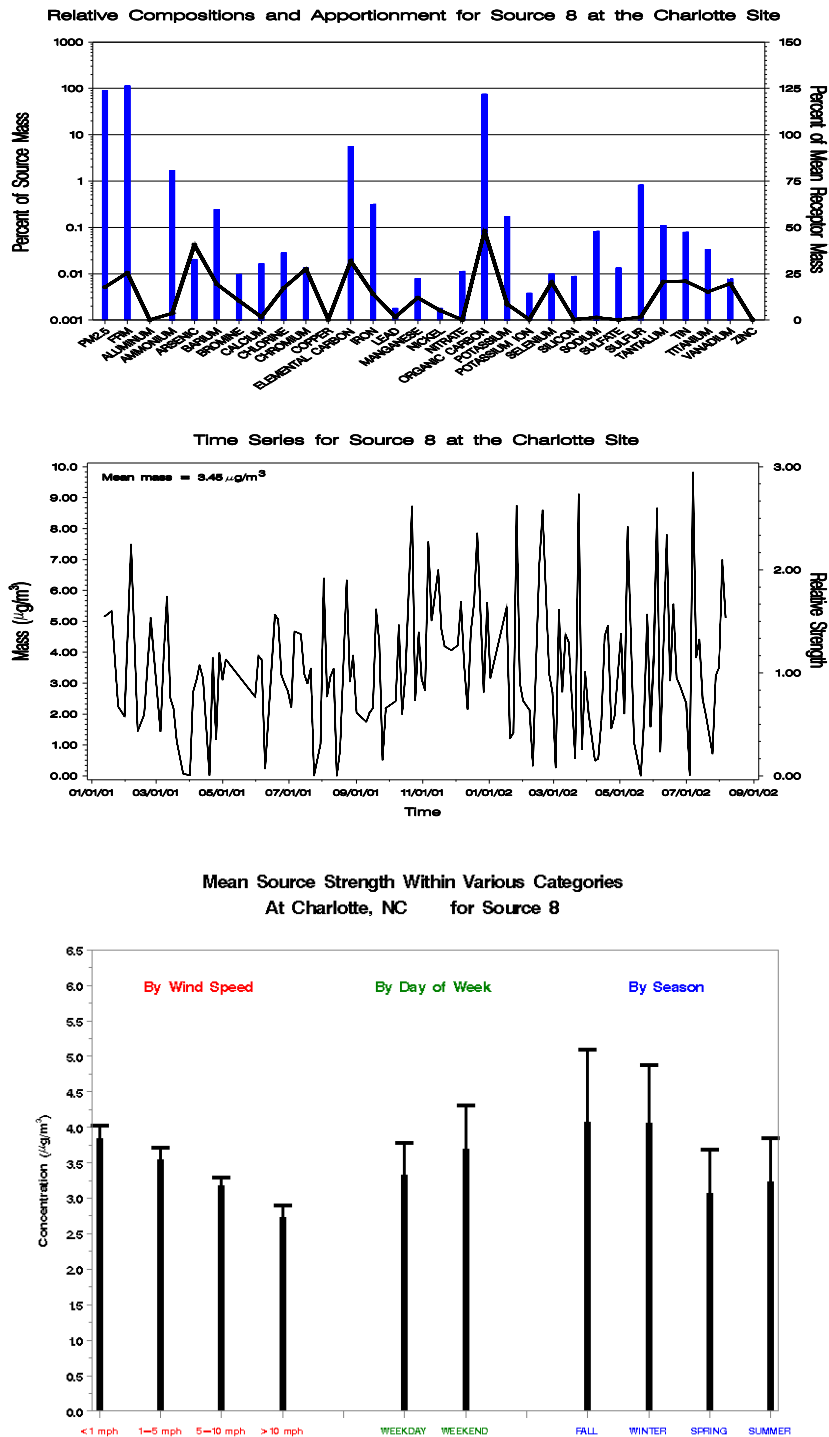 Relative Compositions and Apportionment for Source 8 at the Charlotte Site
1000
100
10
1
0.1
0.01
0.001
Percent of Source Mass
150
125
100
75
50
25
0
Percent of Mean Receptor Mass
PM2.5
FRM
ALUMINUM
AMMONIUM
ARSENIC
BARIUM
BROMINE
CALCIUM
CHLORINE
CHROMIUM
COPPER
ELEMENTAL CARBON
IRON
LEAD
MANGANESE
NICKEL
NITRATE
ORGANIC CARBON
POTASSIUM
POTASSIUM ION
SELENIUM
SILICON
SODIUM
SULFATE
SULFUR
TANTALUM
TIN
TITANIUM
VANADIUM
ZINC
Time Series for Source 8 at the Charlotte Site
Mean mass = 3.45 μg/m³
10.0
9.00
8.00
7.00
6.00
5.00
4.00
3.00
2.00
1.00
0.00
Mass (μg/m³)
3.00
2.00
1.00
0.00
Relative Strength
01/01/01 03/01/01 05/01/01 07/01/01 09/01/01 11/01/01 01/01/02 03/01/02 05/01/02 07/01/02 09/01/02
Time
Mean Source Strength Within Various Categories
At Charlotte, NC for Source 8
By Wind Speed By Day of Week By Season
6.5
6.0
5.5
5.0
4.5
4.0
3.5
3.0
2.5
2.0
1.5
1.0
0.5
0.0
Concentration (μg/m³)
<1 mph 1–5 mph 5–10 mph >10 mph WEEKDAY WEEKEND FALL WINTER SPRING SUMMER